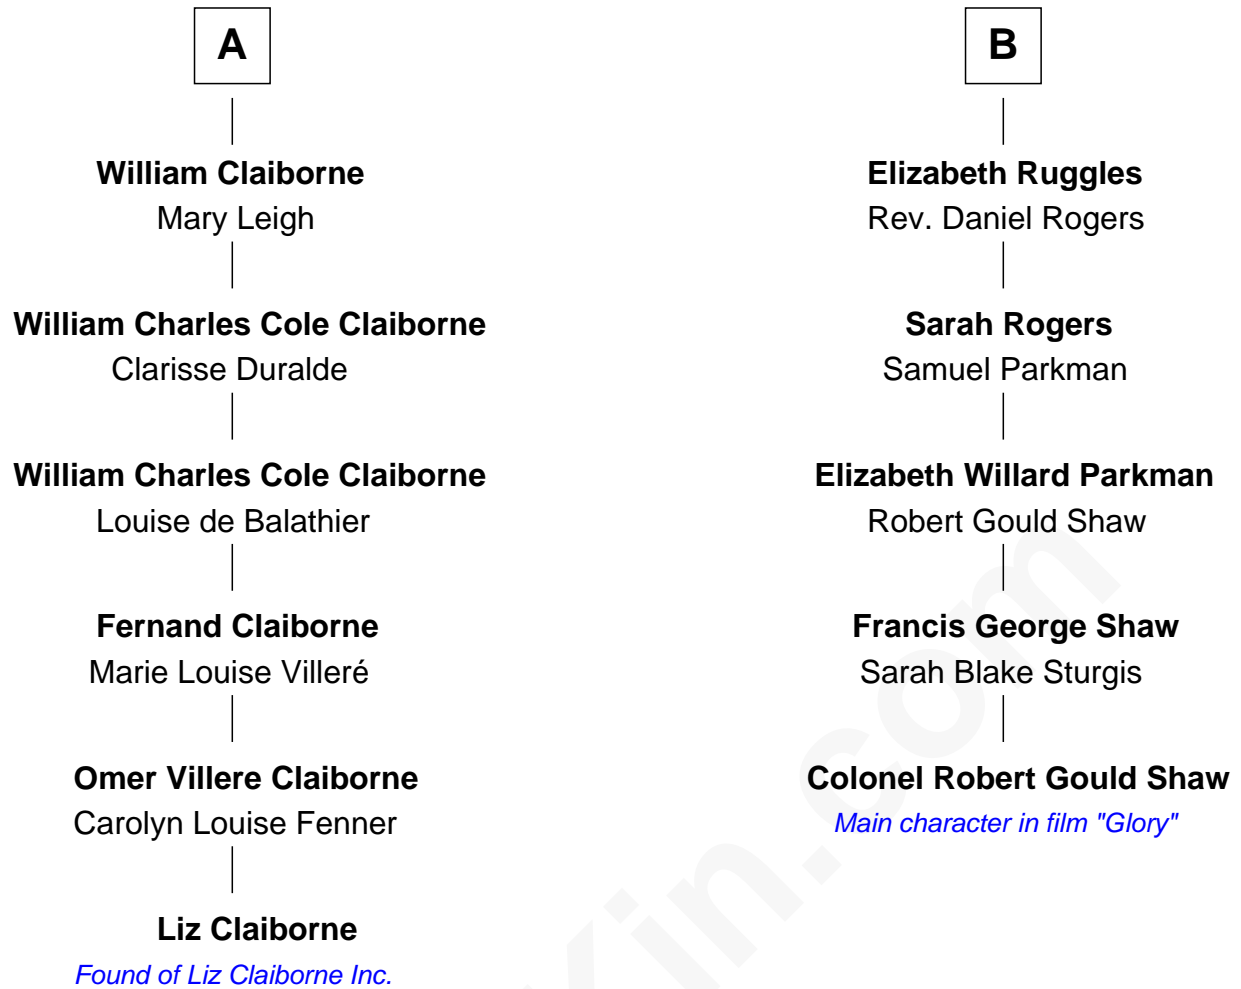 A
William Claiborne
Mary Leigh
William Charles Cole Claiborne
Clarisse Duralde
William Charles Cole Claiborne
Louise de Balathier
Fernand Claiborne
Marie Louise Villeré
Omer Villere Claiborne
Carolyn Louise Fenner
Liz Claiborne
Found of Liz Claiborne Inc.
B
Elizabeth Ruggles
Rev. Daniel Rogers
Sarah Rogers
Samuel Parkman
Elizabeth Willard Parkman
Robert Gould Shaw
Francis George Shaw
Sarah Blake Sturgis
Colonel Robert Gould Shaw
Main character in film "Glory"
Kin.com